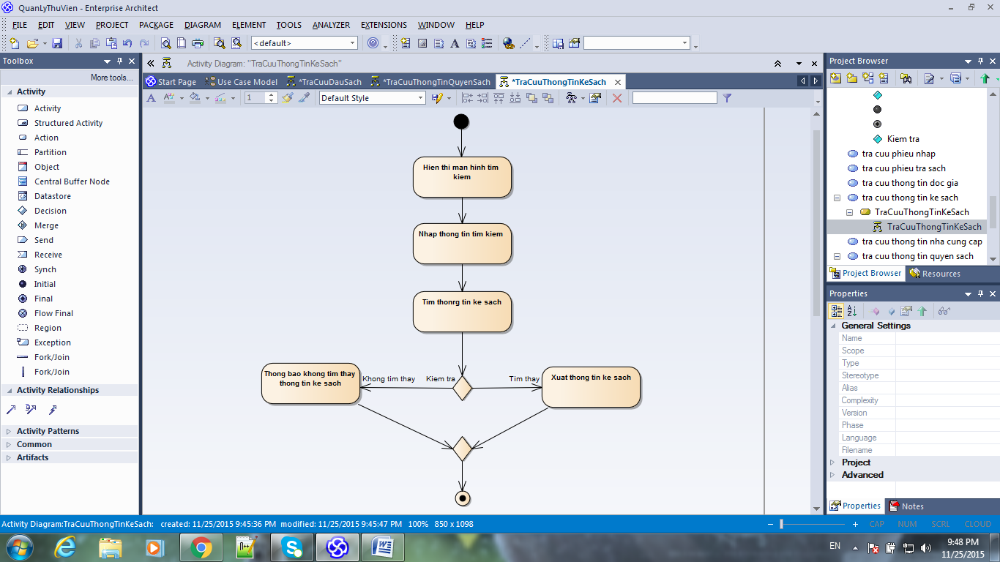 QuanLyThuVien - Enterprise Architect
FILE EDIT VIEW PROJECT PACKAGE DIAGRAM ELEMENT TOOLS ANALYZER EXTENSIONS WINDOW HELP
<default>
Toolbox
More tools...
Activity
Activity
Structured Activity
Action
Partition
Object
Central Buffer Node
Datastore
Decision
Merge
Send
Receive
Synch
Initial
Final
Flow Final
Region
Exception
Fork/Join
Fork/Join
Activity Relationships
Activity Patterns
Common
Artifacts
Activity Diagram: "TraCuuThongTinKeSach"
Start Page Use Case Model *TraCuuDauSach *TraCuuThongTinQuyenSach *TraCuuThongTinKeSach
1 Default Style
Hien thi man hinh tim
kiem
Nhap thong tin tim kiem
Tim thonrg tin ke sach
Thong bao khong tim thay
thong tin ke sach
Khong tim thay
Kiem tra
Tim thay
Xuat thong tin ke sach
Project Browser
Kiem tra
tra cuu phieu nhap
tra cuu phieu tra sach
tra cuu thong tin doc gia
tra cuu thong tin ke sach
TraCuuThongTinKeSach
TraCuuThongTinKeSach
tra cuu thong tin nha cung cap
tra cuu thong tin quyen sach
Project Browser Resources
Properties
General Settings
Name
Scope
Type
Stereotype
Alias
Complexity
Version
Phase
Language
Filename
Project
Advanced
Properties Notes
Activity Diagram:TraCuuThongTinKeSach: created: 11/25/2015 9:45:36 PM modified: 11/25/2015 9:45:47 PM 100% 850 x 1098
CAP NUM SCRL CLOUD
EN
9:48 PM
11/25/2015